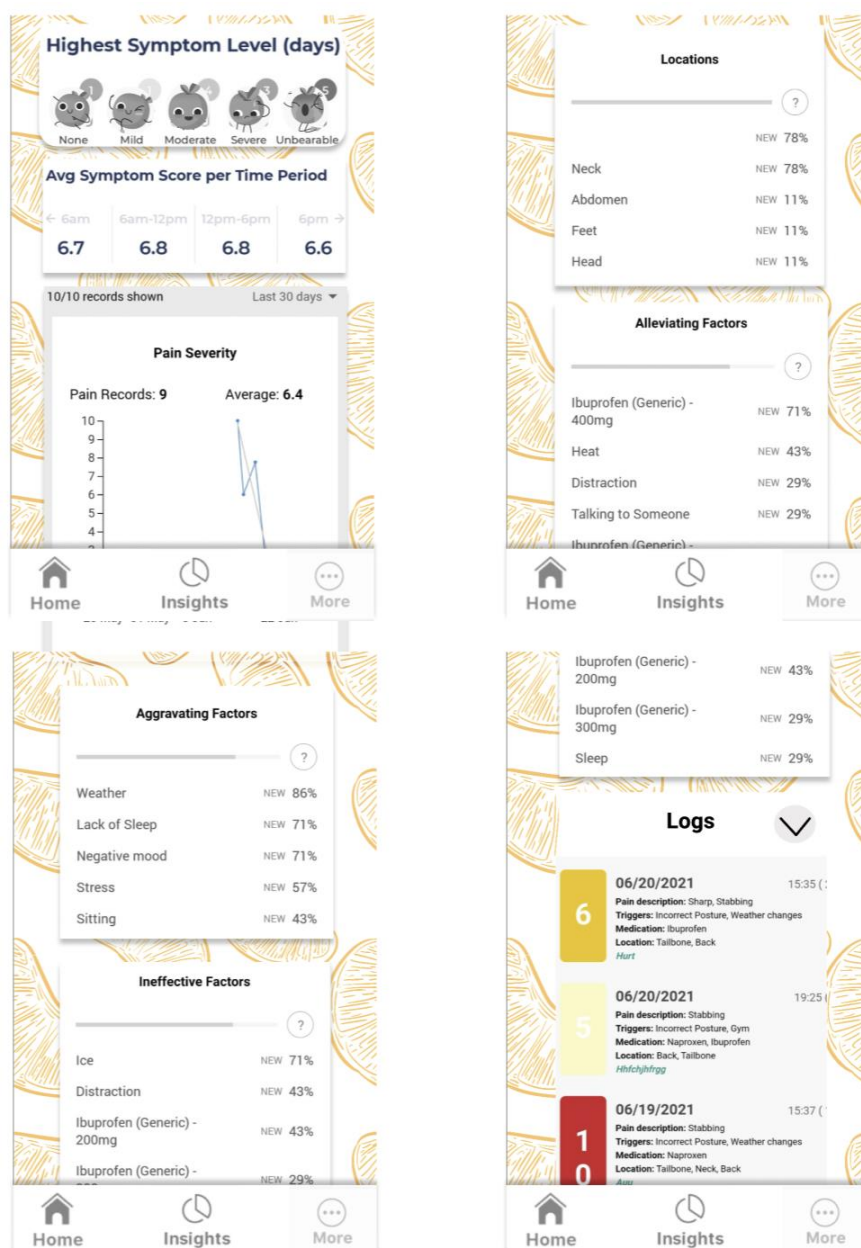 Highest Symptom Level (days)
1
3
5
None Mild Moderate Severe Unbearable
Avg Symptom Score per Time Period
← 6am 6am-12pm 12pm-6pm 6pm →
6.7 6.8 6.8 6.6
10/10 records shown Last 30 days
Pain Severity
Pain Records: 9 Average: 6.4
10
9
8
7
6
5
4
Home Insights More
Locations
?
NEW 78%
Neck NEW 78%
Abdomen NEW 11%
Feet NEW 11%
Head NEW 11%
Alleviating Factors
?
Ibuprofen (Generic) -
400mg NEW 71%
Heat NEW 43%
Distraction NEW 29%
Talking to Someone NEW 29%
Ibuprofen (Generic) -
Home Insights More
Aggravating Factors
?
Weather NEW 86%
Lack of Sleep NEW 71%
Negative mood NEW 71%
Stress NEW 57%
Sitting NEW 43%
Ineffective Factors
?
Ice NEW 71%
Distraction NEW 43%
Ibuprofen (Generic) -
200mg NEW 43%
Ibuprofen (Generic) -
NEW 29%
Home Insights More
Ibuprofen (Generic) -
200mg NEW 43%
Ibuprofen (Generic) -
300mg NEW 29%
Sleep NEW 29%
Logs
6
06/20/2021 15:35 (
Pain description: Sharp, Stabbing
Triggers: Incorrect Posture, Weather changes
Medication: Ibuprofen
Location: Tailbone, Back
Hurt
5
06/20/2021 19:25
Pain description: Stabbing
Triggers: Incorrect Posture, Gym
Medication: Naproxen, Ibuprofen
Location: Back, Tailbone
Hhfchjhfrgg
10
06/19/2021 15:37 (
Pain description: Stabbing
Triggers: Incorrect Posture, Weather changes
Medication: Naproxen
Location: Tailbone, Neck, Back
Home Insights More